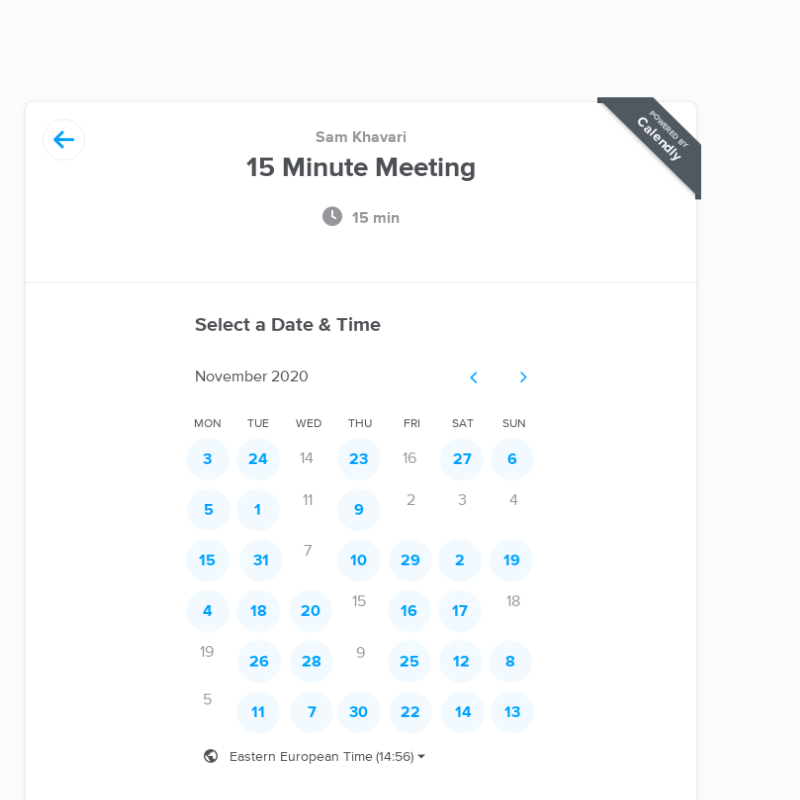 POWERED BY
Calendly
Sam Khavari
15 Minute Meeting
15 min
Select a Date & Time
November 2020
MON TUE WED THU FRI SAT SUN
3 24 14 23 16 27 6
5 1 11 9 2 3 4
15 31 7 10 29 2 19
4 18 20 15 16 17 18
19 26 28 9 25 12 8
5 11 7 30 22 14 13
Eastern European Time (14:56)